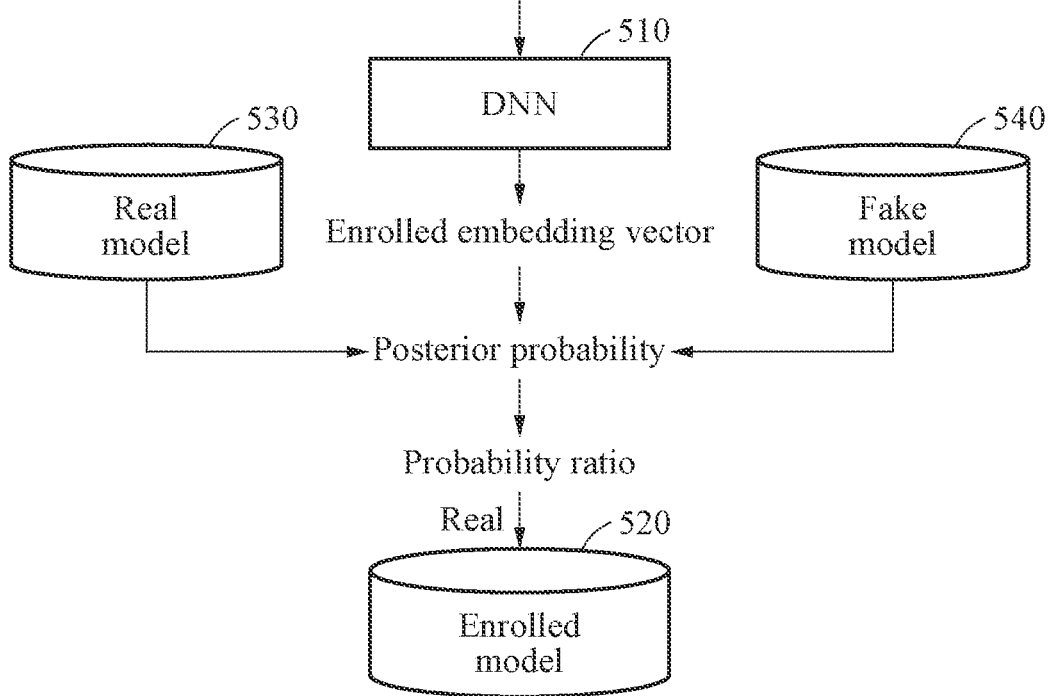 510
DNN
530
Real
model
540
Fake
model
Enrolled embedding vector
Posterior probability
Probability ratio
Real
520
Enrolled
model